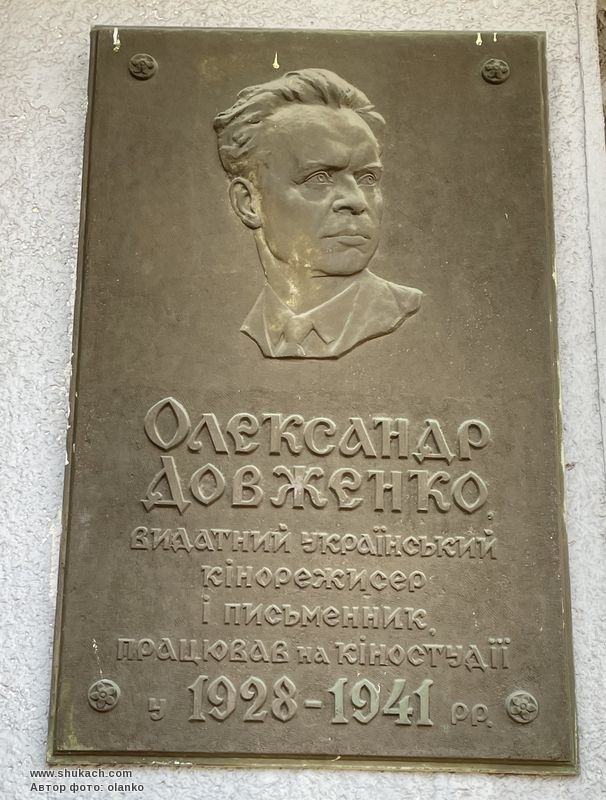 Олександр
Довженко,
видатний український
кінорежисер
і письменник,
працював на кіностудії
у 1928-1941 рр.
www.shukach.com
Автор фото: olanko